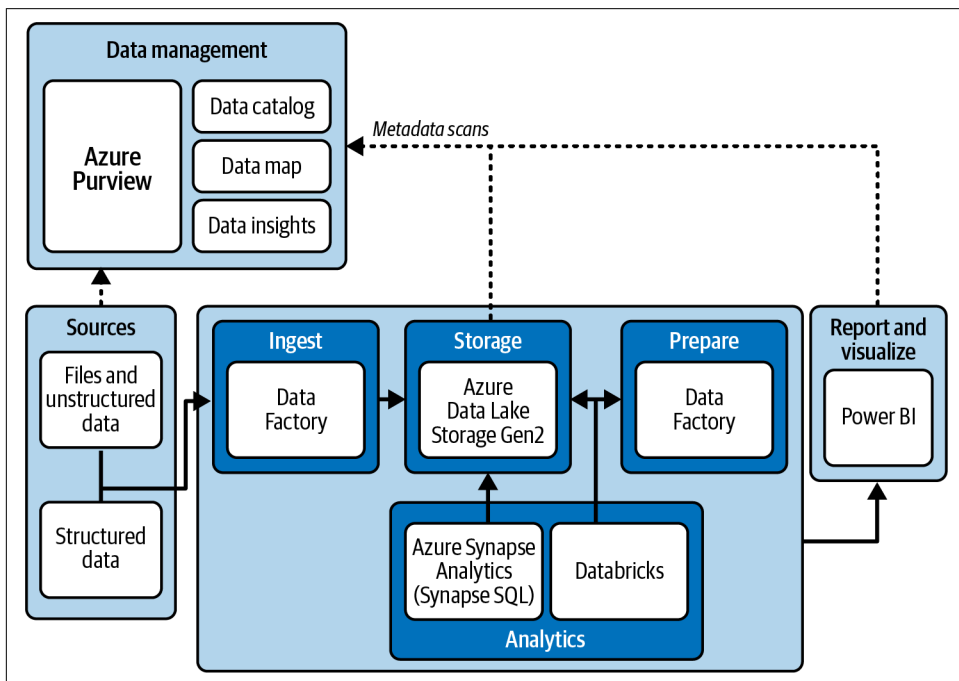 Data management
Azure
Purview
Data catalog
Data map
Data insights
Metadata scans
Sources
Files and
unstructured
data
Structured
data
Ingest
Data
Factory
Storage
Azure
Data Lake
Storage Gen2
Prepare
Data
Factory
Report and
visualize
Power BI
Azure Synapse
Analytics
(Synapse SQL)
Databricks
Analytics